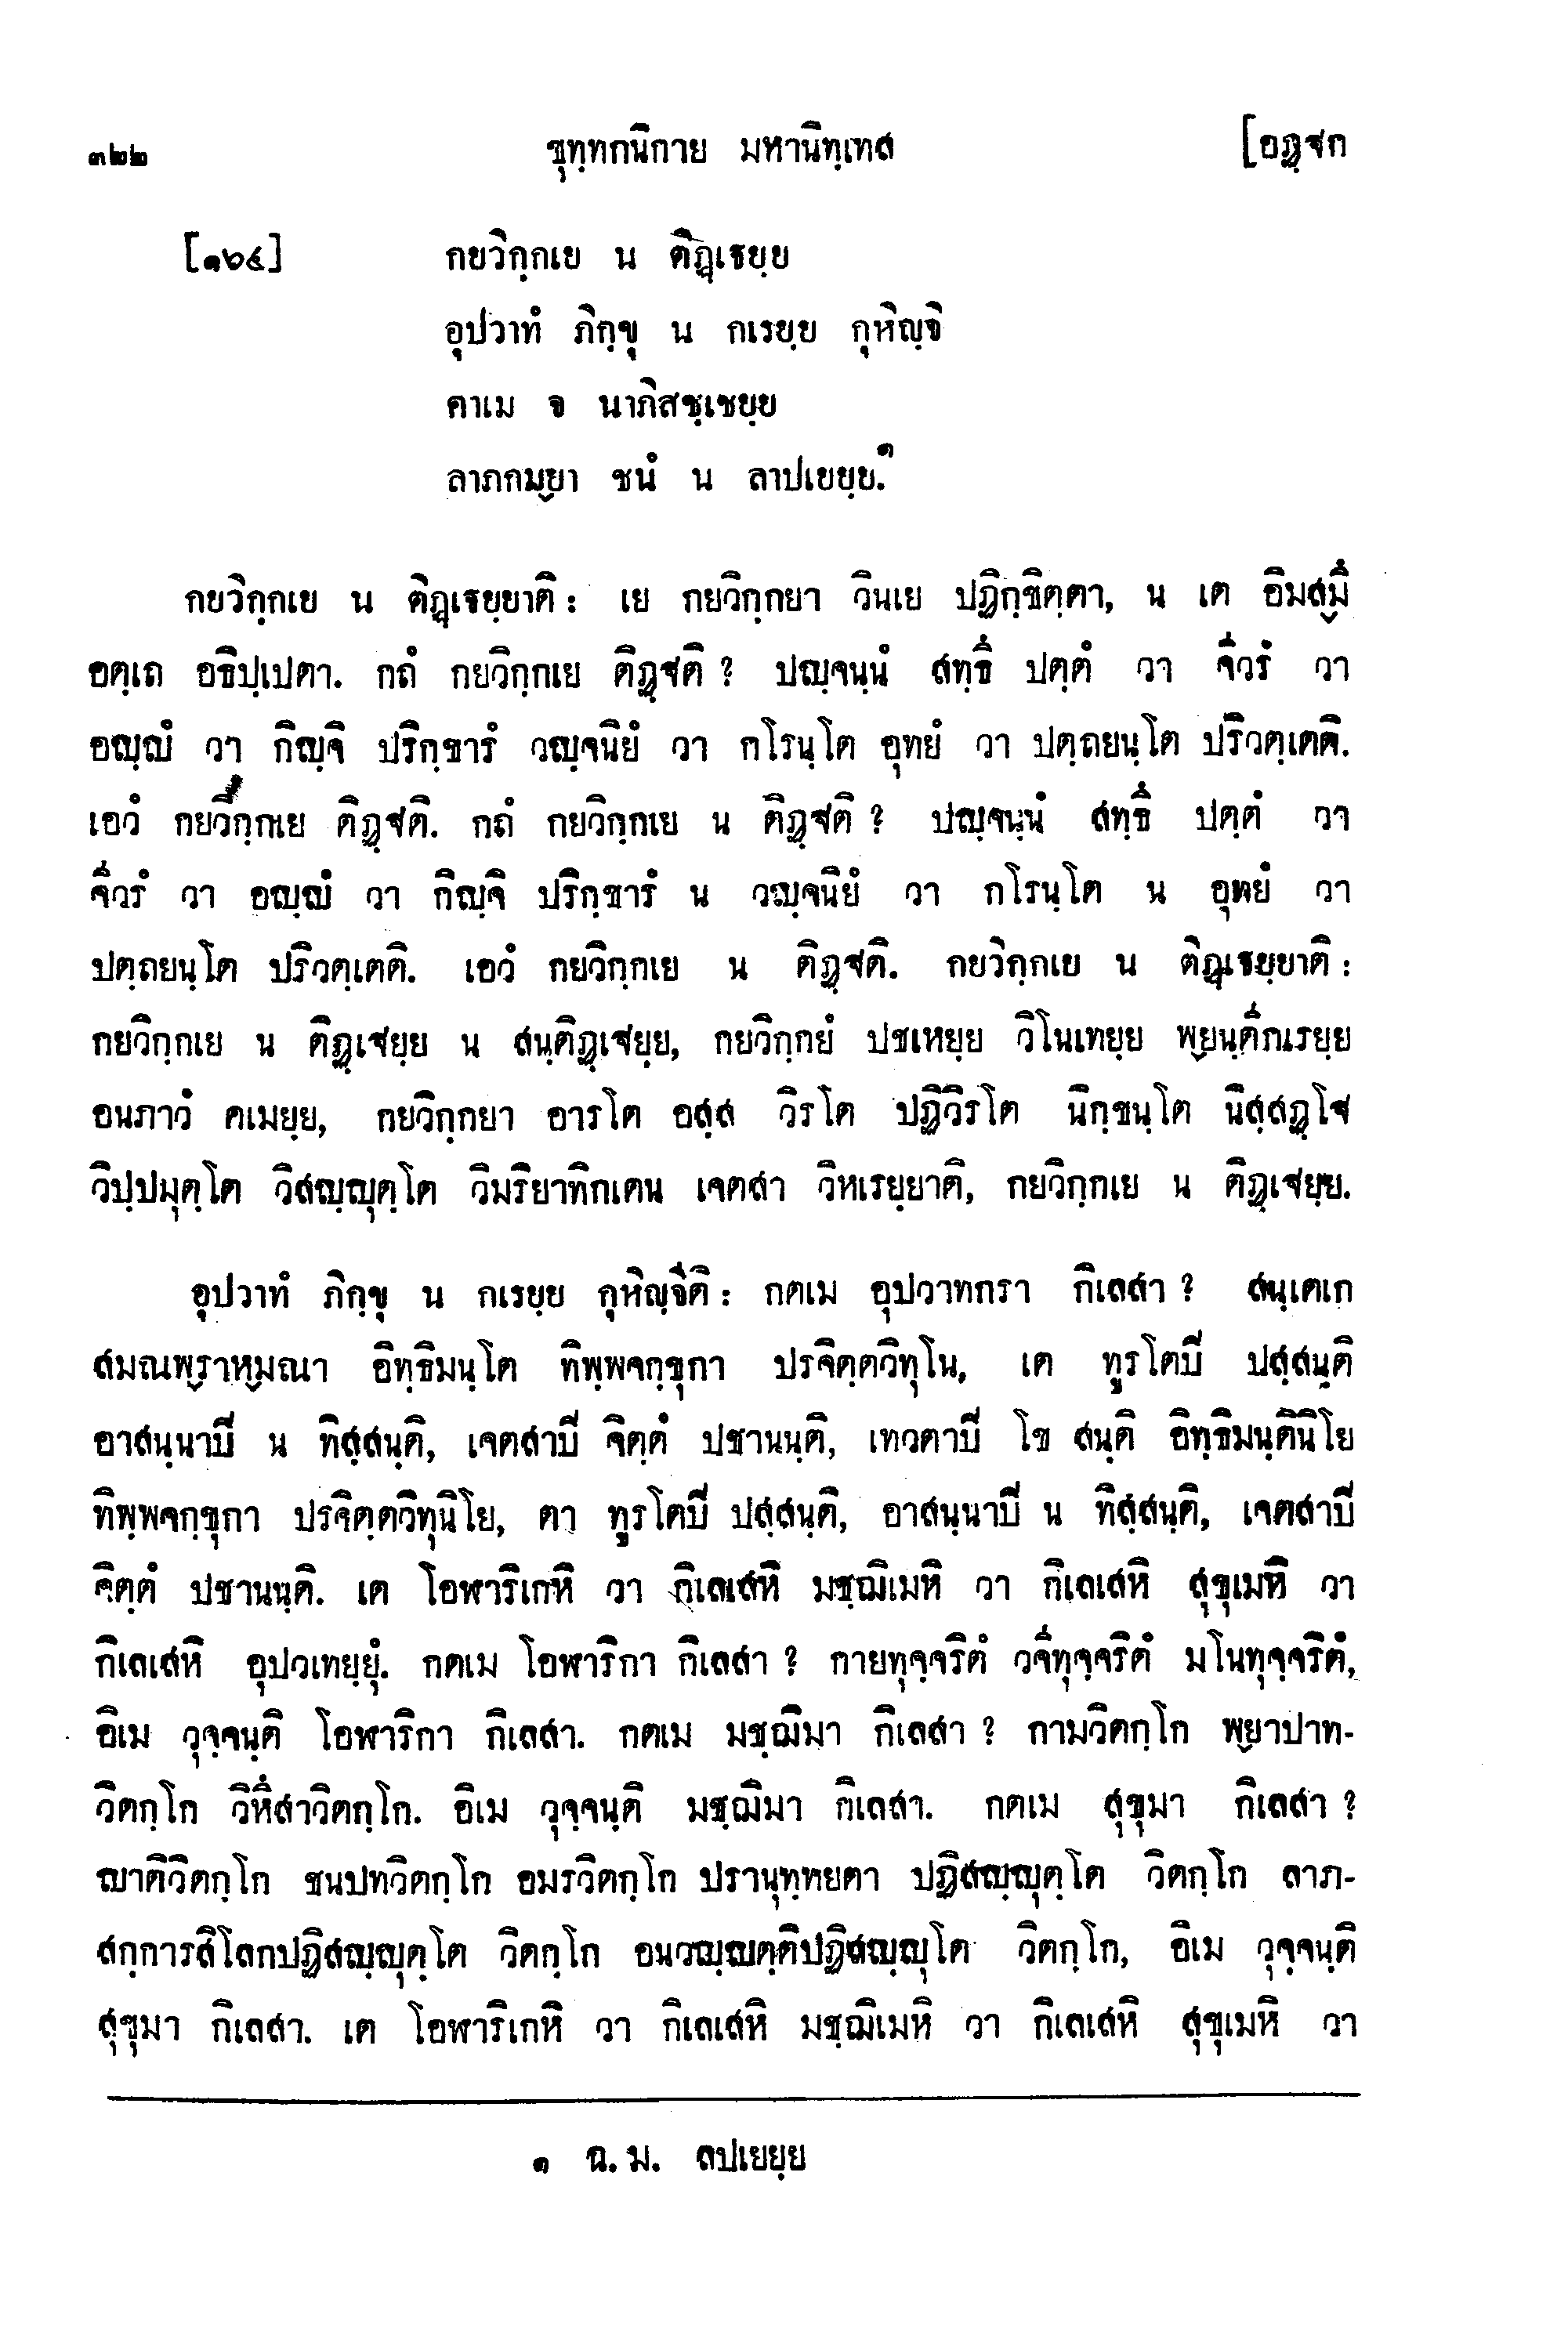 ๓๒๒ ขุทฺทกนิกาย มหานิทฺเทส [อฏฺฐก
[๑๖๔] กยวิกฺกเย น ติฏฺเฐยฺย
อุปวาทํ ภิกฺขุ น กเรยฺย กุหิญฺจิ
คาเม จ นาภิสชฺเชยฺย
ลาภกมฺยา ชนํ น ลาปเยยฺย.๑
กยวิกฺกเย น ติฏฺเฐยฺยาติ: เย กยวิกฺกยา วินเย ปฏิกฺขิตฺตา, น เต อิมสฺมึ
อตฺเถ อธิปฺเปตา. กถํ กยวิกฺกเย ติฏฺฐติ? ปญฺจนฺนํ สทฺธึ ปตฺตํ วา จีวรํ วา
อญฺญํ วา กิญฺจิ ปริกฺขารํ วญฺจนิยํ วา กโรนฺโต อุทยํ วา ปตฺถยนฺโต ปริวตฺเตติ.
เอวํ กยวิกฺกเย ติฏฺฐติ. กถํ กยวิกฺกเย น ติฏฺฐติ? ปญฺจนฺนํ สทฺธึ ปตฺตํ วา
จีวรํ วา อญฺญํ วา กิญฺจิ ปริกฺขารํ น วญฺจนิยํ วา กโรนฺโต น อุทยํ วา
ปตฺถยนฺโต ปริวตฺเตติ. เอวํ กยวิกฺกเย น ติฏฺฐติ. กยวิกฺกเย น ติฏฺเฐยฺยาติ:
กยวิกฺกเย น ติฏฺเฐยฺย น สนฺติฏฺเฐยฺย, กยวิกฺกยํ ปชเหยฺย วิโนเทยฺย พฺยนฺตีกเรยฺย
อนภาวํ คเมยฺย, กยวิกฺกยา อารโต อสฺส วิรโต ปฏิวิรโต นิกฺขนฺโต นิสฺสฏฺโฐ
วิปฺปมุตฺโต วิสญฺญุตฺโต วิมริยาทิกเตน เจตสา วิหเรยฺยาติ, กยวิกฺกเย น ติฏฺเฐยฺย.
อุปวาทํ ภิกฺขุ น กเรยฺย กุหิญฺจีติ: กตเม อุปวาทกรา กิเลสา? สนฺเตเก
สมณพฺราหฺมณา อิทฺธิมนฺโต ทิพฺพจกฺขุกา ปรจิตฺตวิทุโน, เต ทูรโตปิ ปสฺสนฺติ
อาสนฺนาปิ น ทิสฺสนฺติ, เจตสาปิ จิตฺตํ ปชานนฺติ, เทวตาปิ โข สนฺติ อิทฺธิมนฺตินิโย
ทิพฺพจกฺขุกา ปรจิตฺตวิทุนิโย, ตา ทูรโตปิ ปสฺสนฺติ, อาสนฺนาปิ น ทิสฺสนฺติ, เจตสาปิ
จิตฺตํ ปชานนฺติ. เต โอฬาริเกหิ วา กิเลเสหิ มชฺฌิเมหิ วา กิเลเสหิ สุขุเมหิ วา
กิเลเสหิ อุปวเทยฺยุํ. กตเม โอฬาริกา กิเลสา? กายทุจฺจริตํ วจีทุจฺจริตํ มโนทุจฺจริตํ,
อิเม วุจฺจนฺติ โอฬาริกา กิเลสา. กตเม มชฺฌิมา กิเลสา? กามวิตกฺโก พฺยาปาท-
วิตกฺโก วิหึสาวิตกฺโก. อิเม วุจฺจนฺติ มชฺฌิมา กิเลสา. กตเม สุขุมา กิเลสา?
ญาติวิตกฺโก ชนปทวิตกฺโก อมรวิตกฺโก ปรานุทฺทยตา ปฏิสญฺญุตฺโต วิตกฺโก ลาภ-
สกฺการสิโลกปฏิสญฺญุตฺโต วิตกฺโก อนวญฺญตฺติปฏิสญฺญุโต วิตกฺโก, อิเม วุจฺจนฺติ
สุขุมา กิเลสา. เต โอฬาริเกหิ วา กิเลเสหิ มชฺฌิเมหิ วา กิเลเสหิ สุขุเมหิ วา
๑ ฉ. ม. ลปเยยฺย